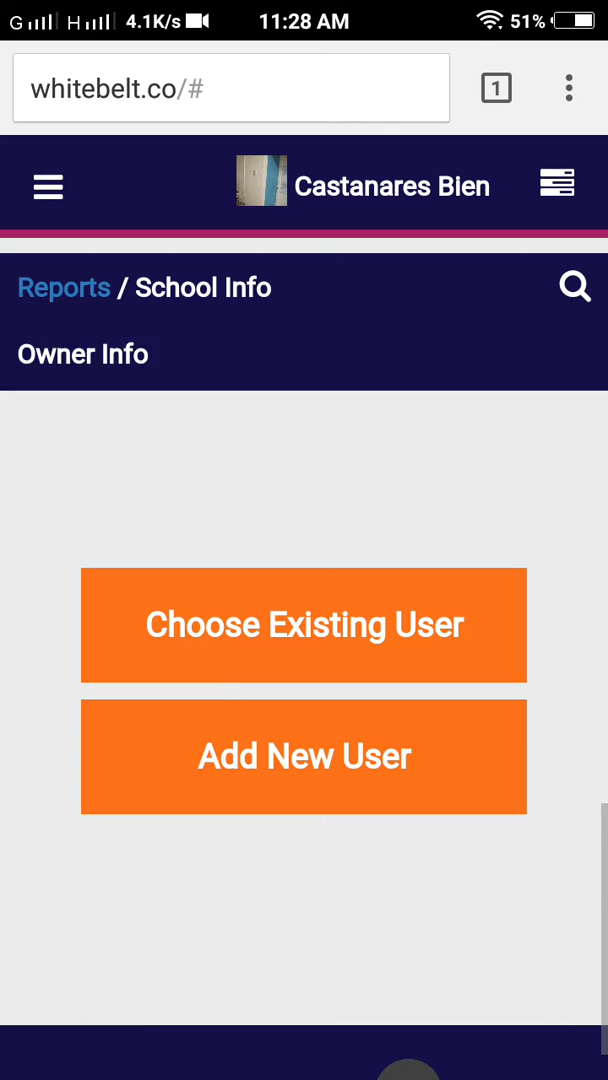 G H 4.1K/s 11:28 AM 51%
whitebelt.co/# 1
Castanares Bien
Reports / School Info
Owner Info
Choose Existing User
Add New User